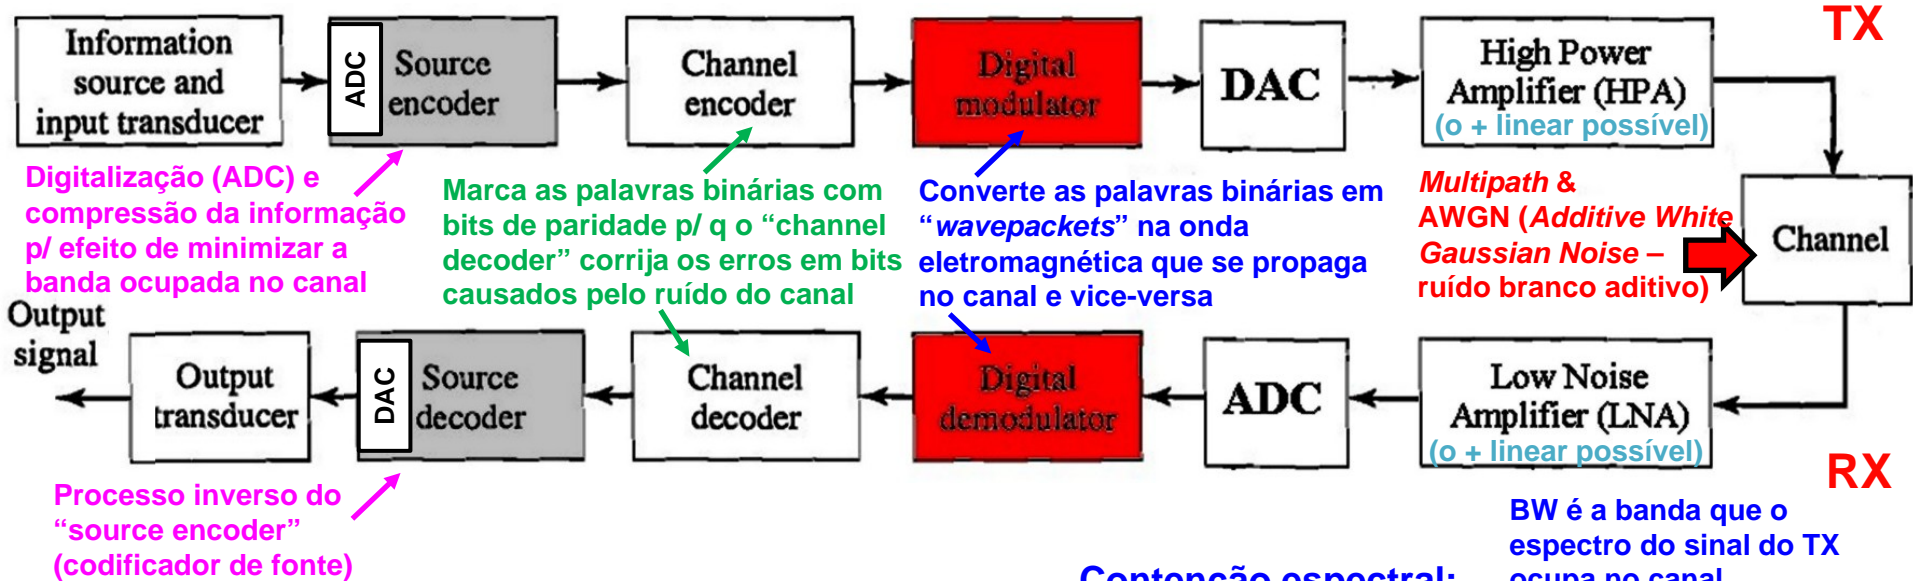 TX
Information
source and
input transducer
ADC
Source
encoder
Channel
encoder
Digital
modulator
DAC
High Power
Amplifier (HPA)
(o + linear possível)
Digitalização (ADC) e
compressão da informação
p/ efeito de minimizar a
banda ocupada no canal
Marca as palavras binárias com
bits de paridade p/ q o “channel
decoder” corrija os erros em bits
causados pelo ruído do canal
Converte as palavras binárias em
“wavepackets” na onda
eletromagnética que se propaga
no canal e vice-versa
Multipath &
AWGN (Additive White
Gaussian Noise –
ruído branco aditivo)
Channel
Output
signal
Output
transducer
DAC
Source
decoder
Channel
decoder
Digital
demodulator
ADC
Low Noise
Amplifier (LNA)
(o + linear possível)
RX
Processo inverso do
“source encoder”
(codificador de fonte)
BW é a banda que o
espectro do sinal do TX
ocupa no canal
Contenção espectral: